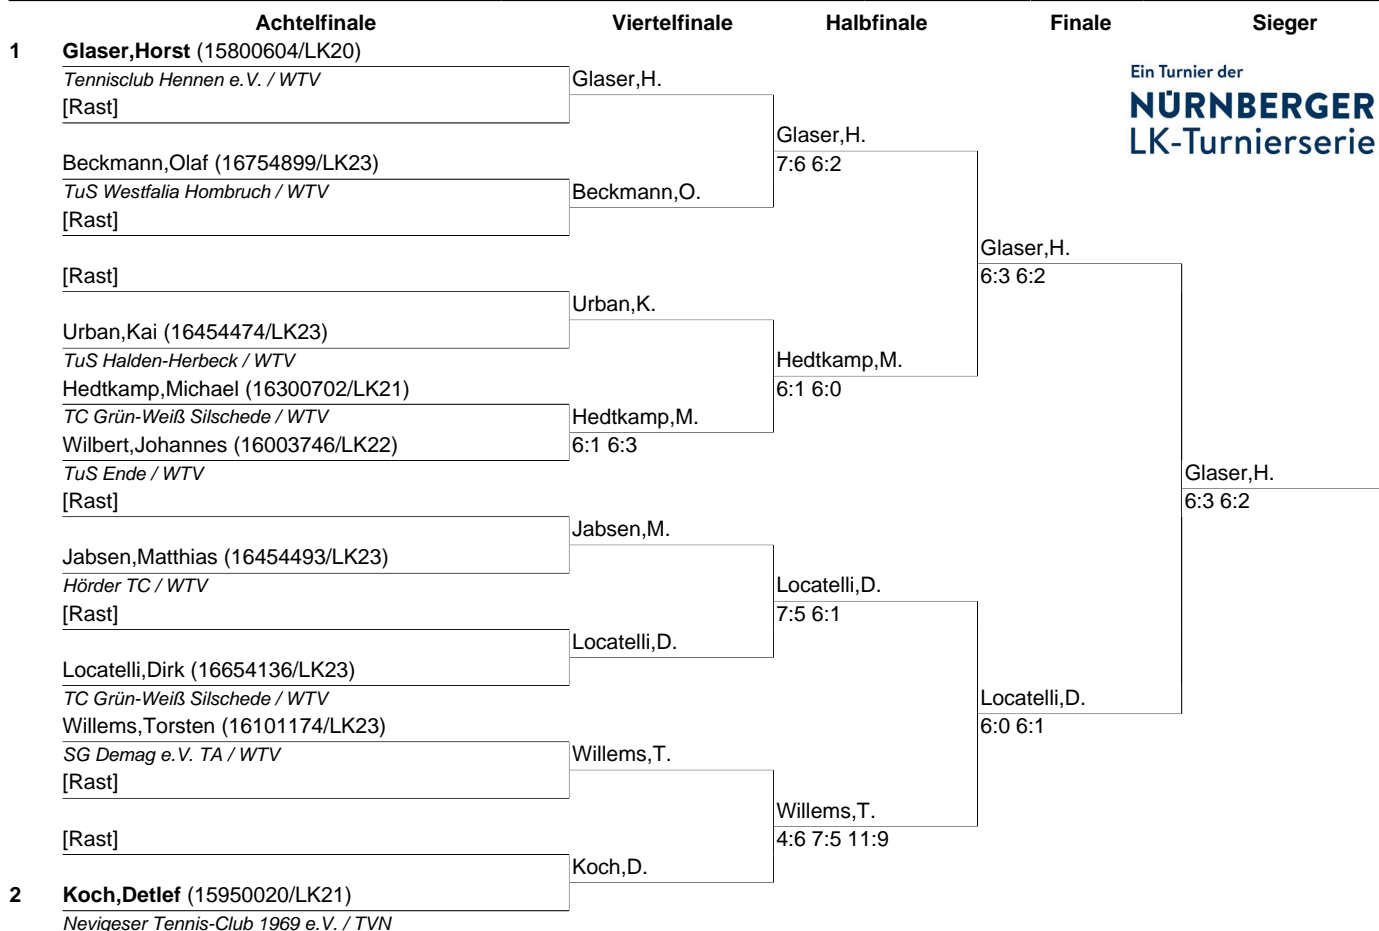 Achtelfinale Viertelfinale Halbfinale Finale Sieger
1 Glaser,Horst (15800604/LK20)
Ein Turnier der
Tennisclub Hennen e.V. / WTV Glaser,H.
NÜRNBERGER
[Rast]
Glaser,H.
LK-Turnierserie
Beckmann,Olaf (16754899/LK23) 7:6 6:2
TuS Westfalia Hombruch / WTV Beckmann,O.
[Rast]
Glaser,H.
[Rast] 6:3 6:2
Urban,K.
Urban,Kai (16454474/LK23)
TuS Halden-Herbeck / WTV Hedtkamp,M.
Hedtkamp,Michael (16300702/LK21) 6:1 6:0
TC Grün-Weiß Silschede / WTV Hedtkamp,M.
Wilbert,Johannes (16003746/LK22) 6:1 6:3
TuS Ende / WTV Glaser,H.
[Rast] 6:3 6:2
Jabsen,M.
Jabsen,Matthias (16454493/LK23)
Hörder TC / WTV Locatelli,D.
[Rast] 7:5 6:1
Locatelli,D.
Locatelli,Dirk (16654136/LK23)
TC Grün-Weiß Silschede / WTV Locatelli,D.
Willems,Torsten (16101174/LK23) 6:0 6:1
SG Demag e.V. TA / WTV Willems,T.
[Rast]
Willems,T.
[Rast] 4:6 7:5 11:9
Koch,D.
2 Koch,Detlef (15950020/LK21)
Nevigeser Tennis-Club 1969 e.V. / TVN